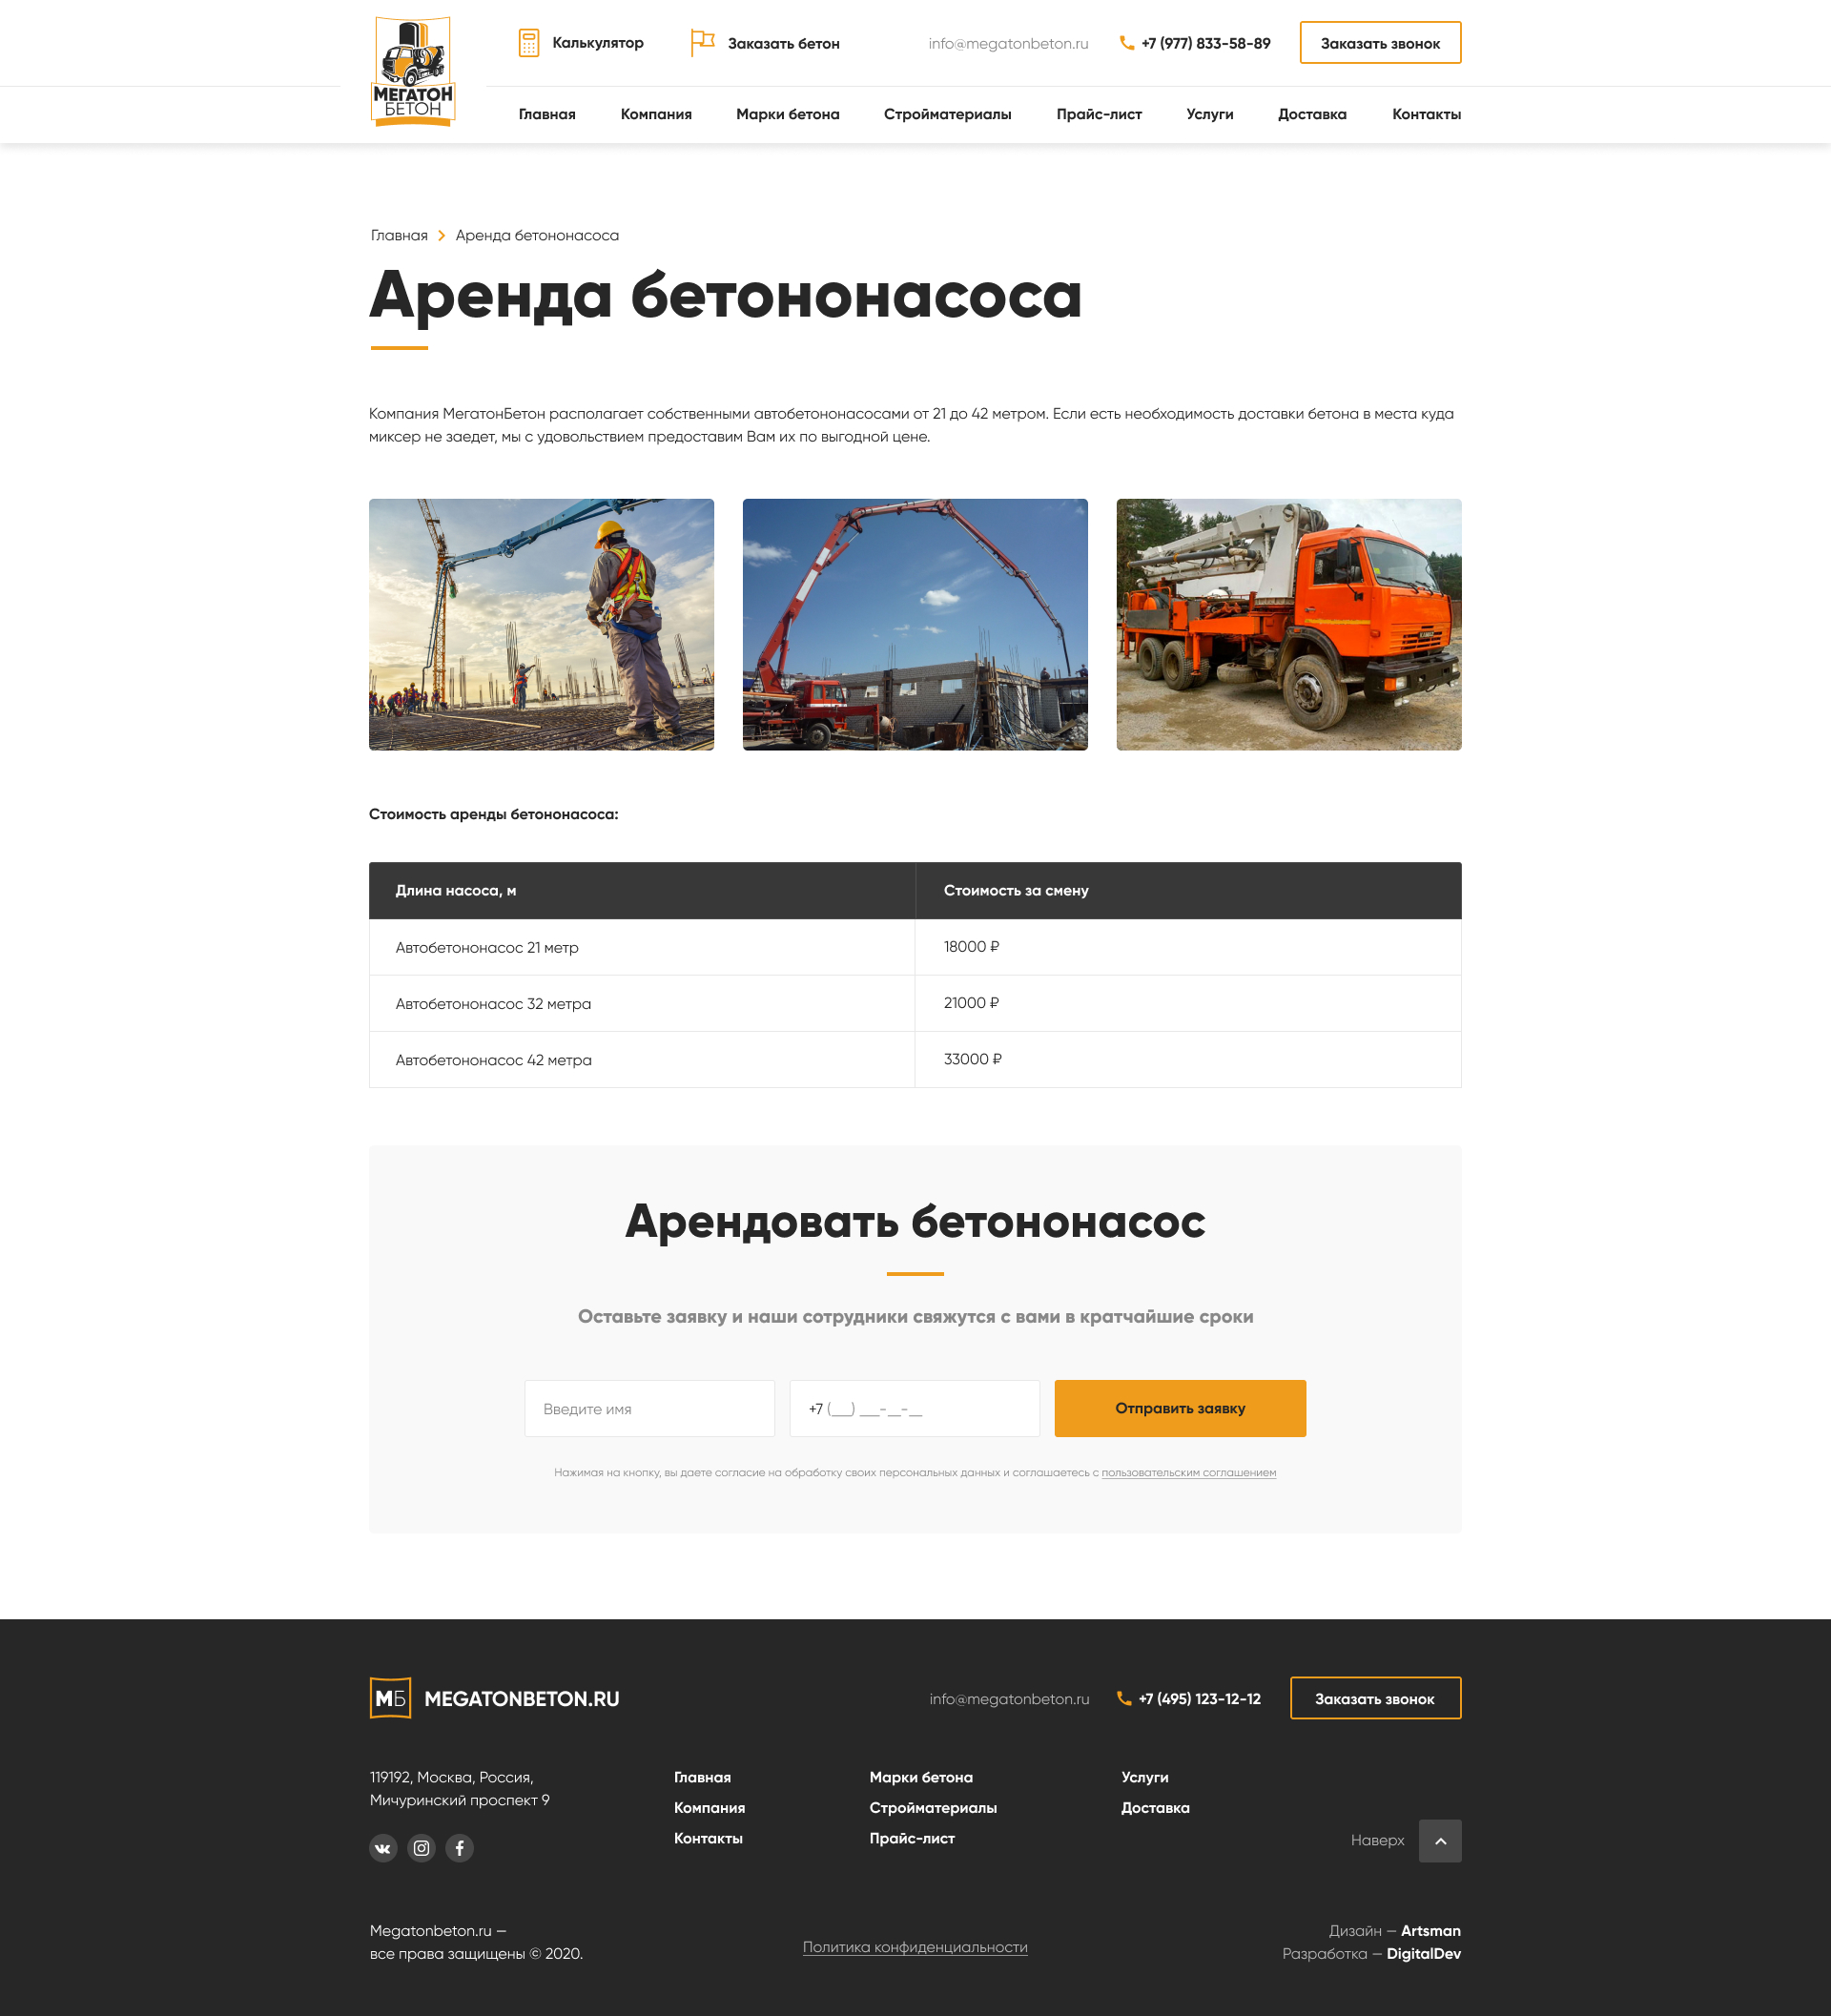 МЕГАТОН
БЕТОН
Калькулятор
Заказать бетон
info@megatonbeton.ru
+7 (977) 833-58-89
Заказать звонок
Главная
Компания
Марки бетона
Стройматериалы
Прайс-лист
Услуги
Доставка
Контакты
Главная
Аренда бетононасоса
Аренда бетононасоса
Компания МегатонБетон располагает собственными автобетононасосами от 21 до 42 метром. Если есть необходимость доставки бетона в места куда
миксер не заедет, мы с удовольствием предоставим Вам их по выгодной цене.
Стоимость аренды бетононасоса:
Длина насоса, м
Стоимость за смену
Автобетононасос 21 метр
18000 ₽
Автобетононасос 32 метра
21000 ₽
Автобетононасос 42 метра
33000 ₽
Арендовать бетононасос
Оставьте заявку и наши сотрудники свяжутся с вами в кратчайшие сроки
Введите имя
+7 (___) ___-__-__
Отправить заявку
Нажимая на кнопку, вы даете согласие на обработку своих персональных данных и соглашаетесь с пользовательским соглашением
МБ
MEGATONBETON.RU
info@megatonbeton.ru
+7 (495) 123-12-12
Заказать звонок
119192, Москва, Россия,
Мичуринский проспект 9
Главная
Компания
Контакты
Марки бетона
Стройматериалы
Прайс-лист
Услуги
Доставка
Наверх
Megatonbeton.ru —
все права защищены © 2020.
Политика конфиденциальности
Дизайн — Artsman
Разработка — DigitalDev